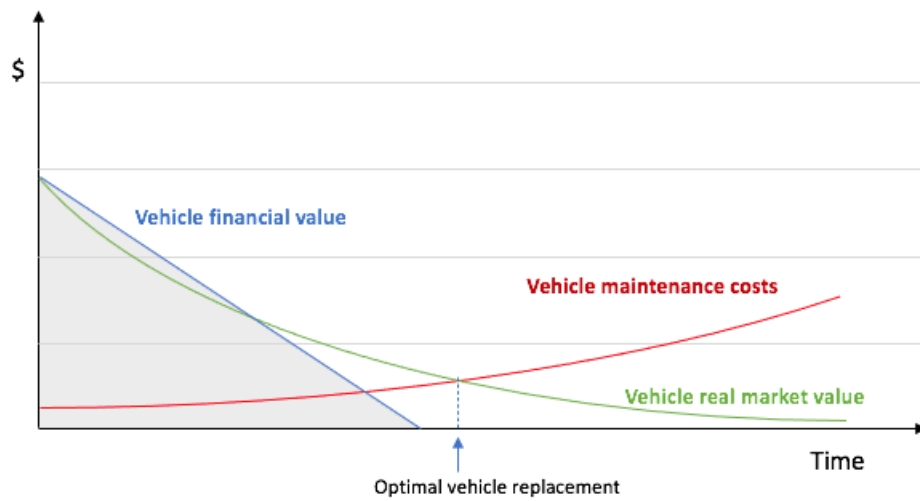 $
Vehicle financial value
Vehicle maintenance costs
Vehicle real market value
Time
Optimal vehicle replacement